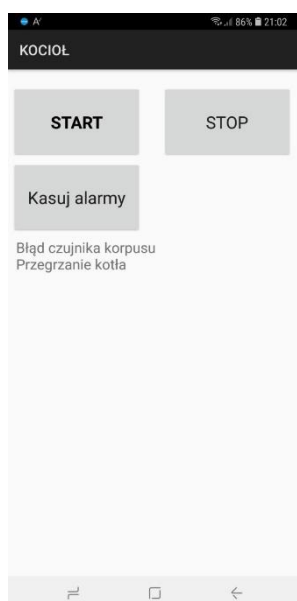 86% 21:02
KOCIOŁ
START STOP
Kasuj alarmy
Błąd czujnika korpusu
Przegrzanie kotła